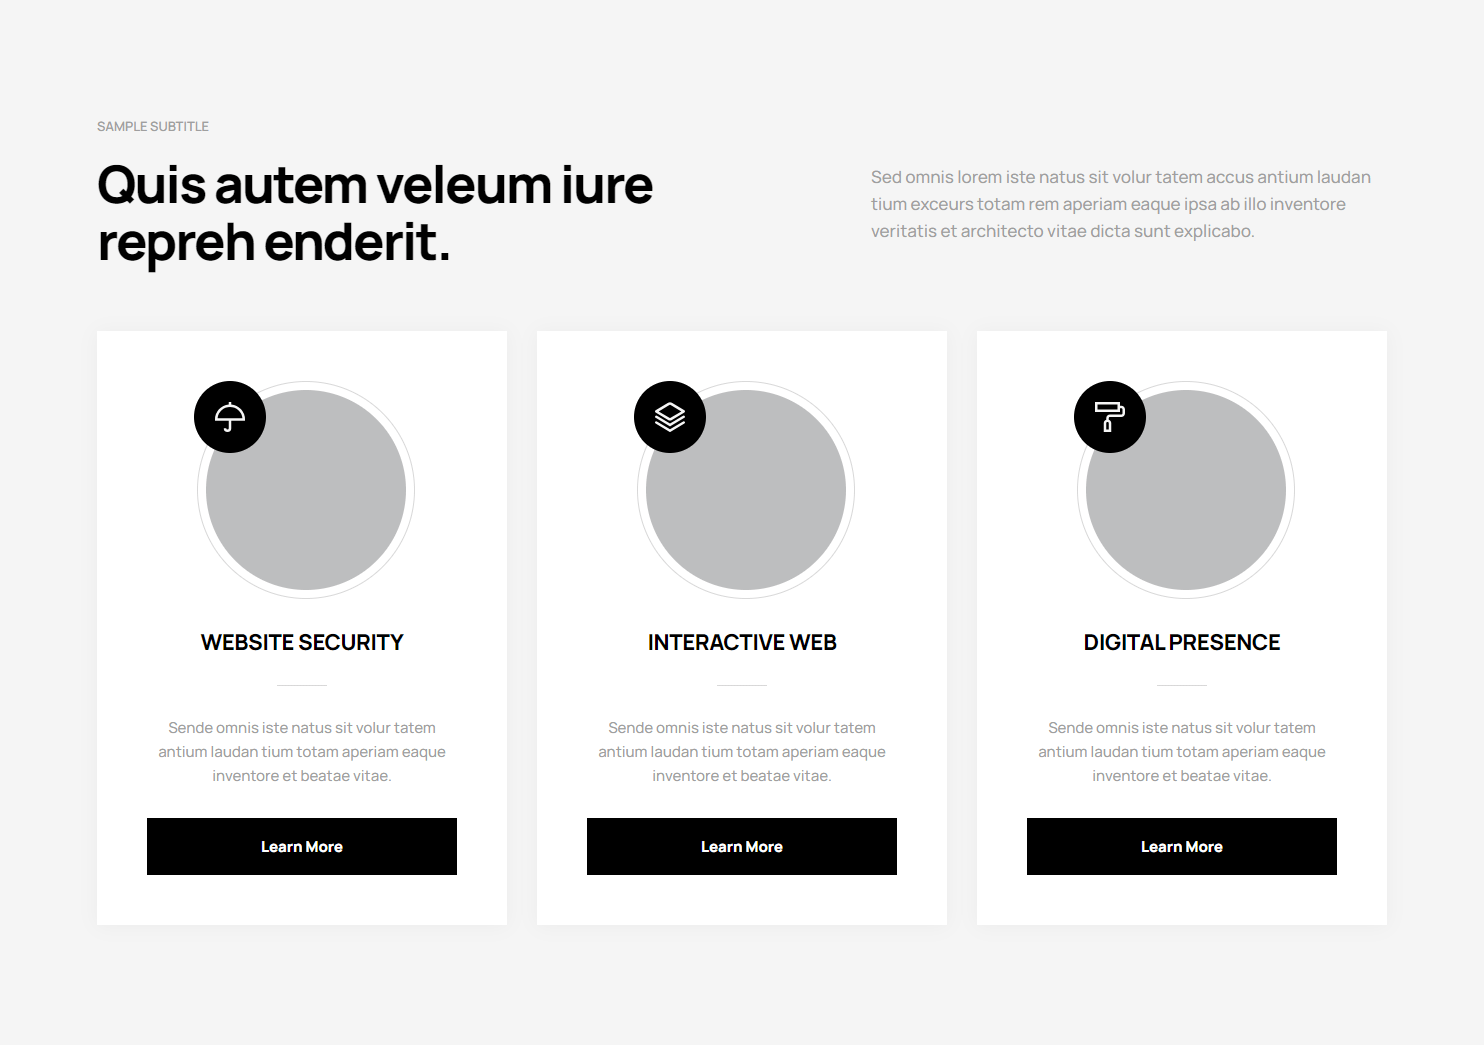 SAMPLE SUBTITLE
Quis autem veleum iure
repreh enderit.
Sed omnis lorem iste natus sit volur tatem accus antium laudan
tium exceurs totam rem aperiam eaque ipsa ab illo inventore
veritatis et architecto vitae dicta sunt explicabo.
WEBSITE SECURITY
Sende omnis iste natus sit volur tatem
antium laudan tium totam aperiam eaque
inventore et beatae vitae.
Learn More
INTERACTIVE WEB
Sende omnis iste natus sit volur tatem
antium laudan tium totam aperiam eaque
inventore et beatae vitae.
Learn More
DIGITAL PRESENCE
Sende omnis iste natus sit volur tatem
antium laudan tium totam aperiam eaque
inventore et beatae vitae.
Learn More